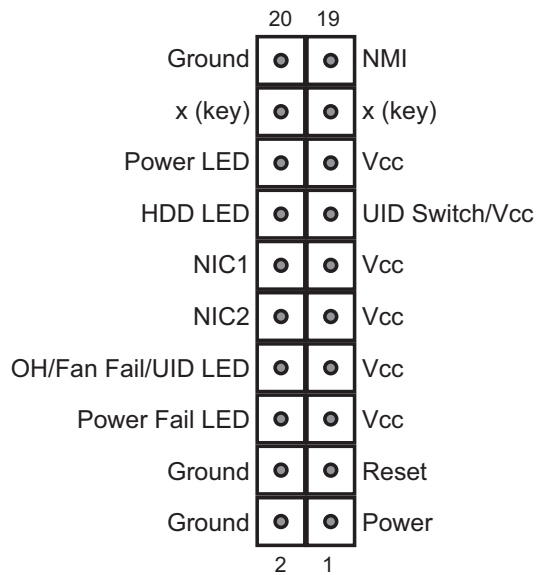 20 19
Ground NMI
x (key) x (key)
Power LED Vcc
HDD LED UID Switch/Vcc
NIC1 Vcc
NIC2 Vcc
OH/Fan Fail/UID LED Vcc
Power Fail LED Vcc
Ground Reset
Ground Power
2 1